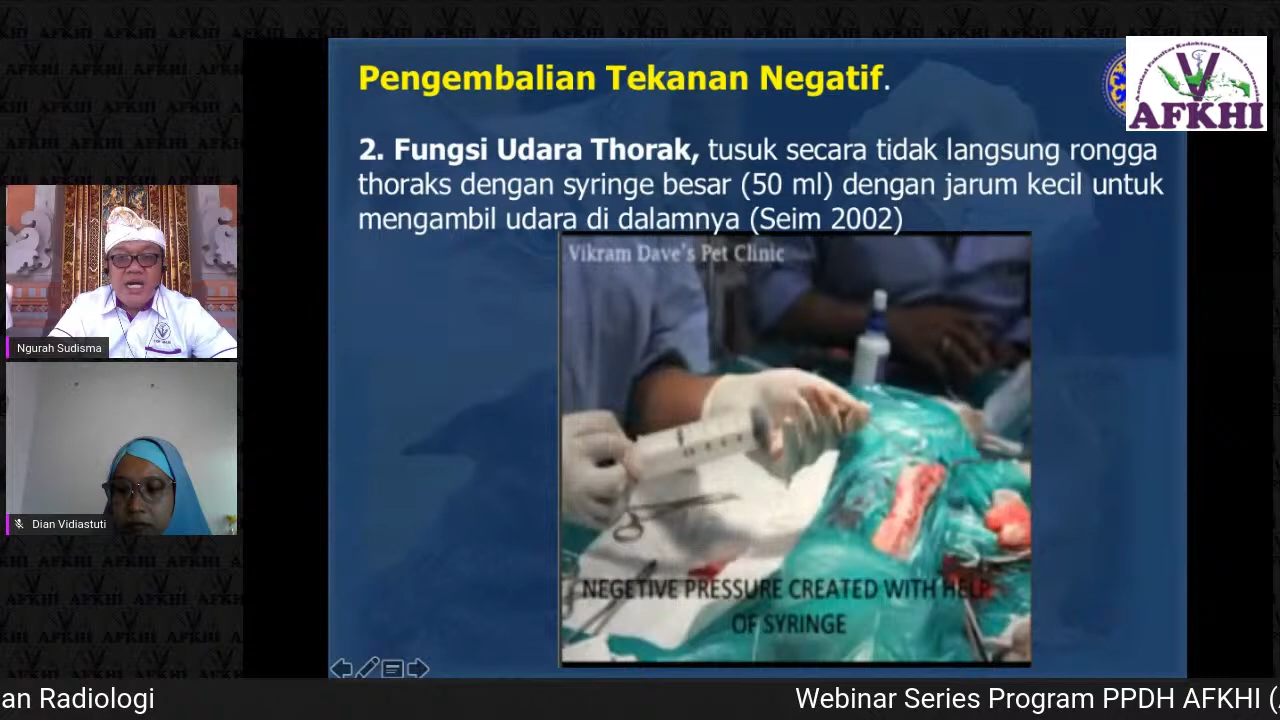 Pengembalian Tekanan Negatif.
AFKHI
2. Fungsi Udara Thorak, tusuk secara tidak langsung rongga
thoraks dengan syringe besar (50 ml) dengan jarum kecil untuk
mengambil udara di dalamnya (Seim 2002)
Vikram Dave's Pet Clinic
NEGETIVE PRESSURE CREATED WITH HELP
OF SYRINGE
Ngurah Sudisma
Dian Vidiastuti
an Radiologi
Webinar Series Program PPDH AFKHI (